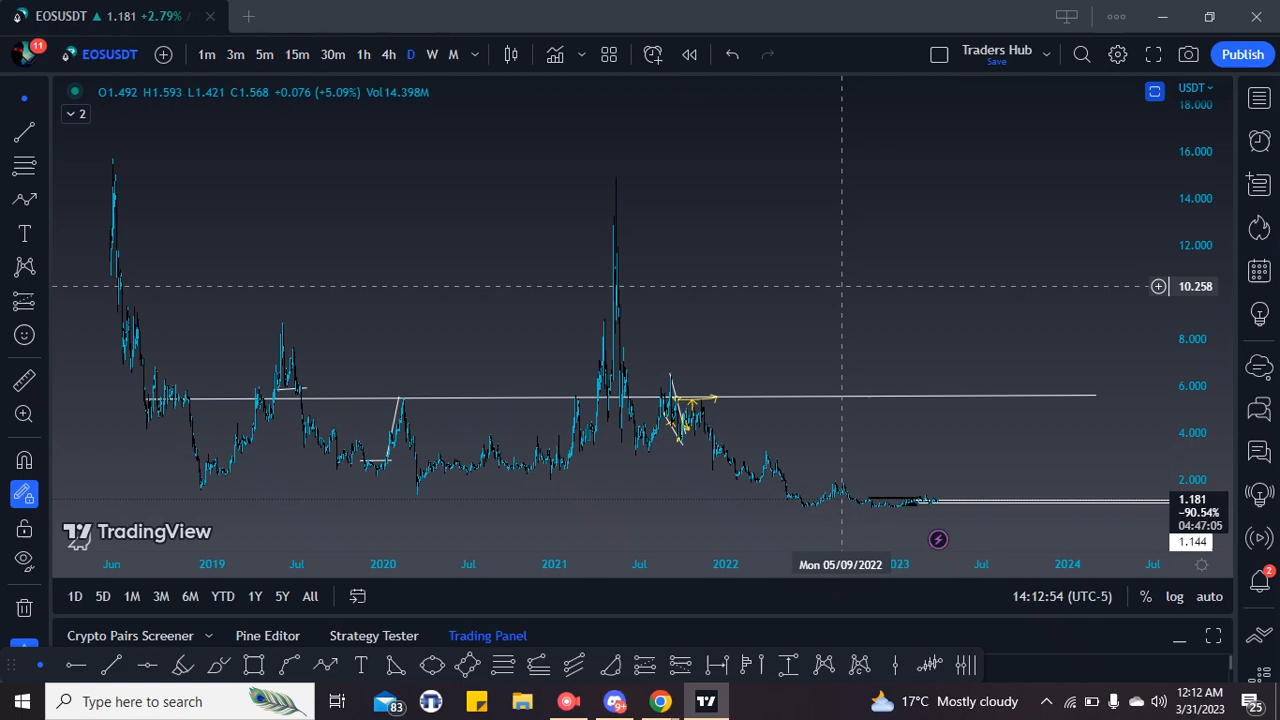 EOSUSDT 1.181 +2.79% /
11
EOSUSDT
1m 3m 5m 15m 30m 1h 4h D W M
Traders Hub
Save
Publish
O1.492 H1.593 L1.421 C1.568 +0.076 (+5.09%) Vol14.398M
2
USDT
18.000
16.000
14.000
12.000
10.258
8.000
6.000
4.000
2.000
1.181
-90.54%
04:47:05
1.144
TradingView
Jun 2019 Jul 2020 Jul 2021 Jul 2022 Mon 05/09/2022 023 Jul 2024 Jul
1D 5D 1M 3M 6M YTD 1Y 5Y All
14:12:54 (UTC-5) % log auto
2
Crypto Pairs Screener Pine Editor Strategy Tester Trading Panel
Type here to search
83
9+
17°C Mostly cloudy
12:12 AM
3/31/2023
25